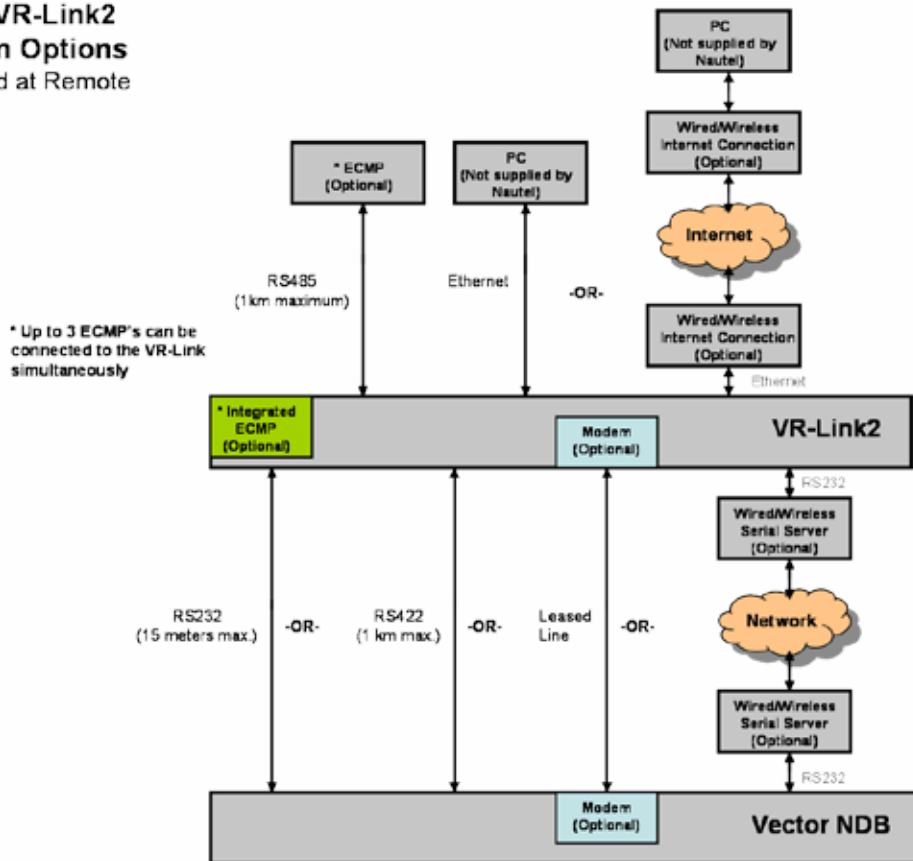 VR-Link2
n Options
d at Remote
PC
(Not supplied by
Nautel)
Wired/Wireless
Internet Connection
(Optional)
* ECMP
(Optional)
PC
(Not supplied by
Nautel)
Internet
RS485
(1km maximum)
Ethernet
-OR-
* Up to 3 ECMP's can be
connected to the VR-Link
simultaneously
Wired/Wireless
Internet Connection
(Optional)
Ethernet
* Integrated
ECMP
(Optional)
Modem
(Optional)
VR-Link2
RS232
Wired/Wireless
Serial Server
(Optional)
RS232
(15 meters max.)
-OR-
RS422
(1 km max.)
-OR-
Leased
Line
-OR-
Network
Wired/Wireless
Serial Server
(Optional)
RS232
Modem
(Optional)
Vector NDB